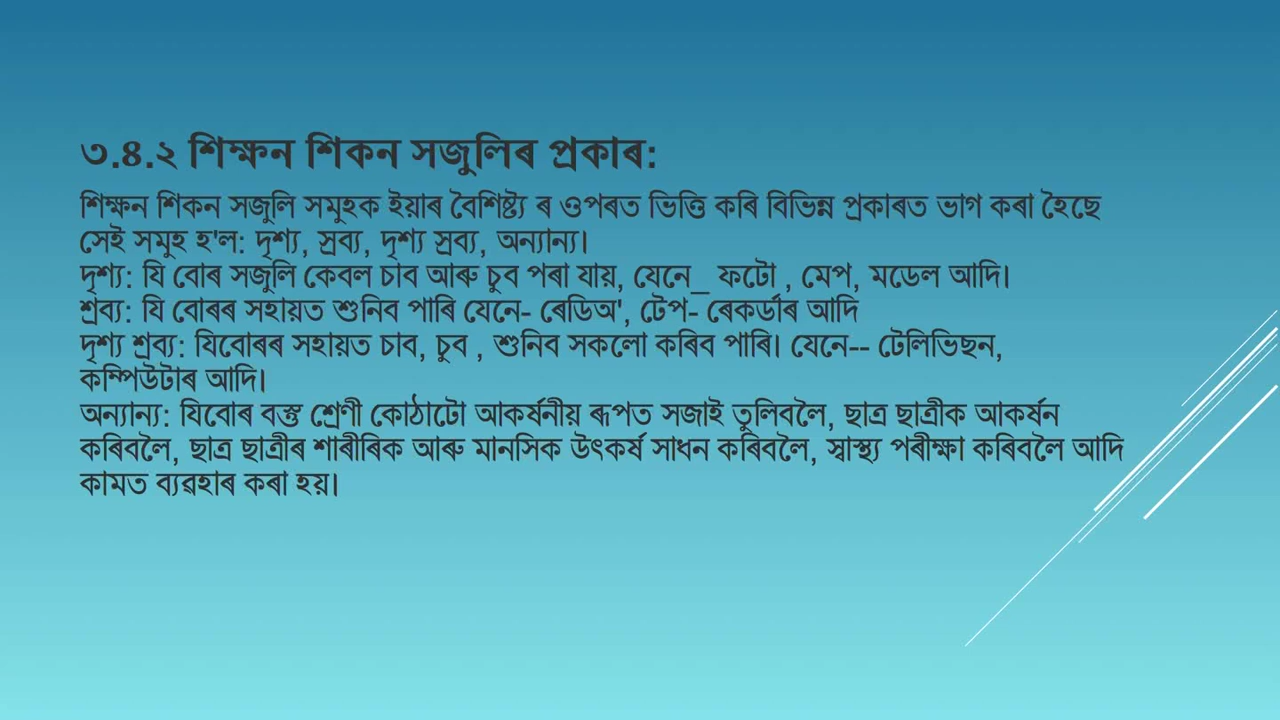 ৩.৪.২ শিক্ষন শিকন সজুলিৰ প্ৰকাৰ:
শিক্ষন শিকন সজুলি সমুহক ইয়াৰ বৈশিষ্ট্য ৰ ওপৰত ভিত্তি কৰি বিভিন্ন প্ৰকাৰত ভাগ কৰা হৈছে
সেই সমুহ হ'ল: দৃশ্য, স্ৰব্য, দৃশ্য স্ৰব্য, অন্যান্য।
দৃশ্য: যি বোৰ সজুলি কেবল চাব আৰু চুব পৰা যায়, যেনে_ ফটো , মেপ, মডেল আদি।
শ্ৰব্য: যি বোৰৰ সহায়ত শুনিব পাৰি যেনে- ৰেডিঅ', টেপ- ৰেকৰ্ডাৰ আদি
দৃশ্য শ্ৰব্য: যিবোৰৰ সহায়ত চাব, চুব , শুনিব সকলো কৰিব পাৰি। যেনে-- টেলিভিছন,
কম্পিউটাৰ আদি।
অন্যান্য: যিবোৰ বস্তু শ্ৰেণী কোঠাটো আকৰ্ষনীয় ৰূপত সজাই তুলিবলৈ, ছাত্ৰ ছাত্ৰীক আকৰ্ষন
কৰিবলৈ, ছাত্ৰ ছাত্ৰীৰ শাৰীৰিক আৰু মানসিক উৎকৰ্ষ সাধন কৰিবলৈ, স্বাস্থ্য পৰীক্ষা কৰিবলৈ আদি
কামত ব্যৱহাৰ কৰা হয়।